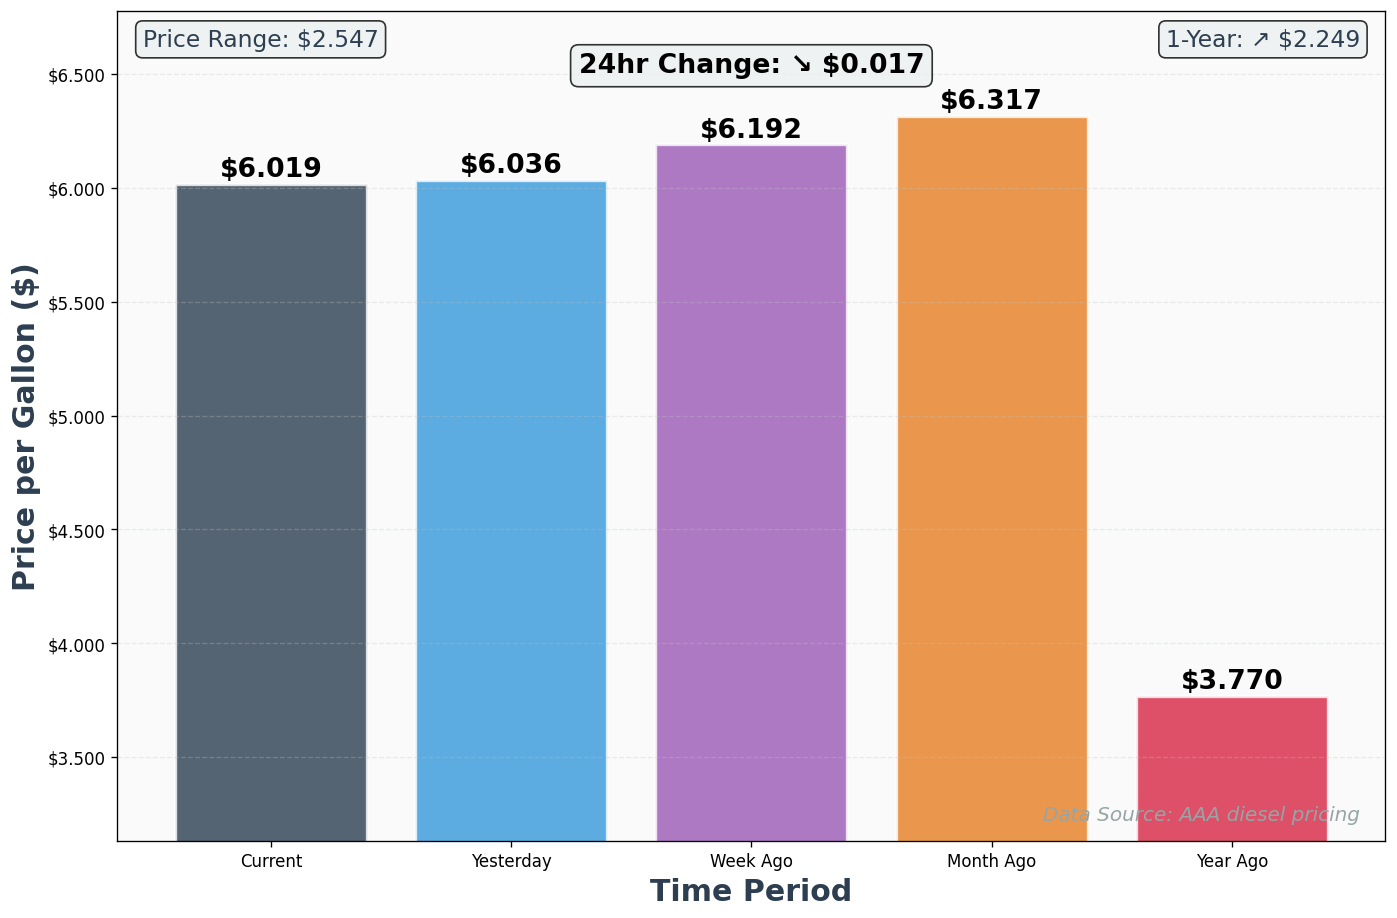 Price Range: $2.547
24hr Change: ↘ $0.017
1-Year: ↗ $2.249
$6.500
$6.000
$5.500
$5.000
$4.500
$4.000
$3.500
Price per Gallon ($)
$6.019
$6.036
$6.192
$6.317
$3.770
Data Source: AAA diesel pricing
Current
Yesterday
Week Ago
Month Ago
Year Ago
Time Period